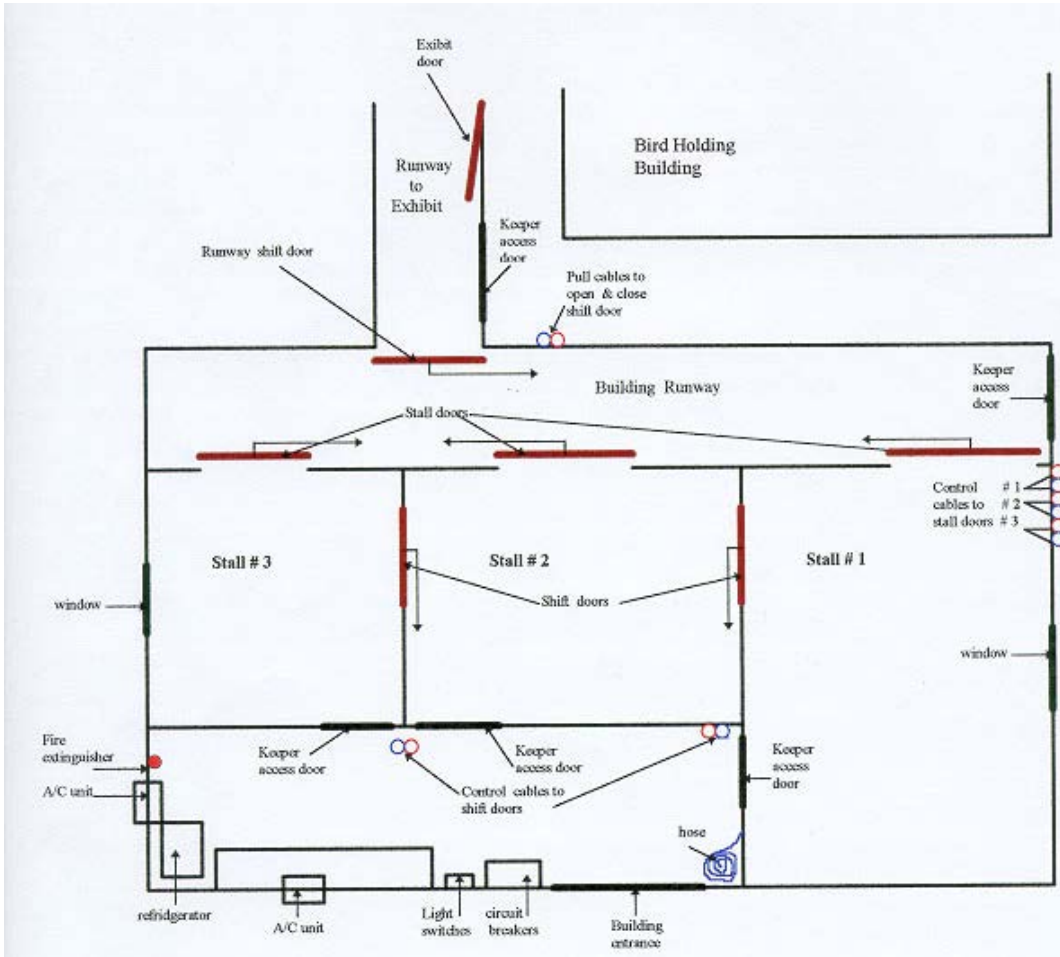 Exibit
door
Bird Holding
Building
Runway
to
Exhibit
Keeper
access
door
Runway shift door
Pull cables to
open & close
shift door
Building Runway
Keeper
access
door
Stall doors
Control # 1
cables to # 2
stall doors # 3
Stall # 3
Stall # 2
Stall # 1
window
Shift doors
window
Fire
extinguisher
Keeper
access door
Keeper
access door
Keeper
access
door
A/C unit
Control cables to
shift doors
hose
refridgerator
A/C unit
Light
switches
circuit
breakers
Building
entrance